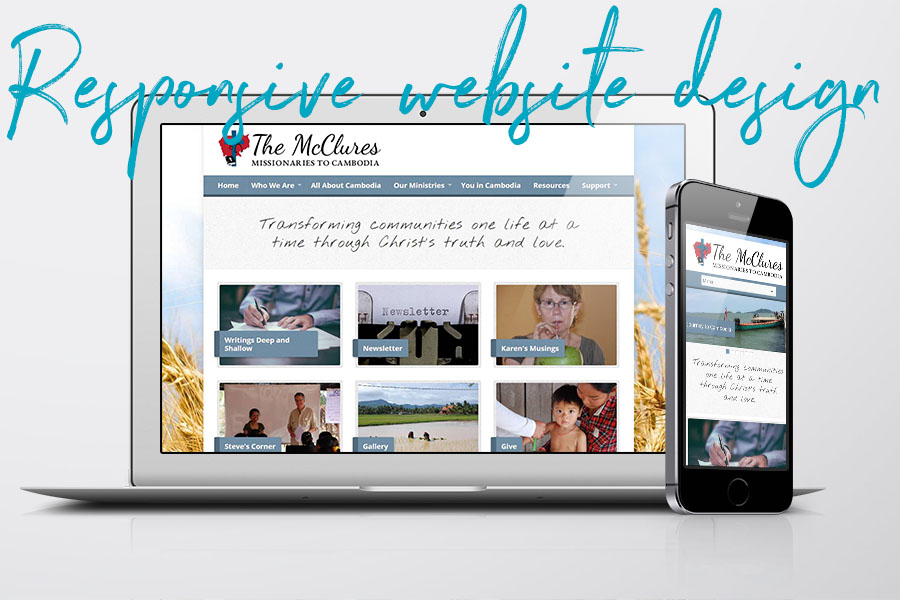 Responsive website design
The McClures
MISSIONARIES TO CAMBODIA
Home Who We Are All About Cambodia Our Ministries You in Cambodia Resources Support
Transforming communities one life at a
time through Christ's truth and love.
Writings Deep and
Shallow
Newsletter
Newsletter
Karen's Musings
Steve's Corner
Gallery
Give
The McClures
MISSIONARIES TO CAMBODIA
Menu
Journey to Cambodia
Transforming communities
one life at a time
through Christ's truth
and love.